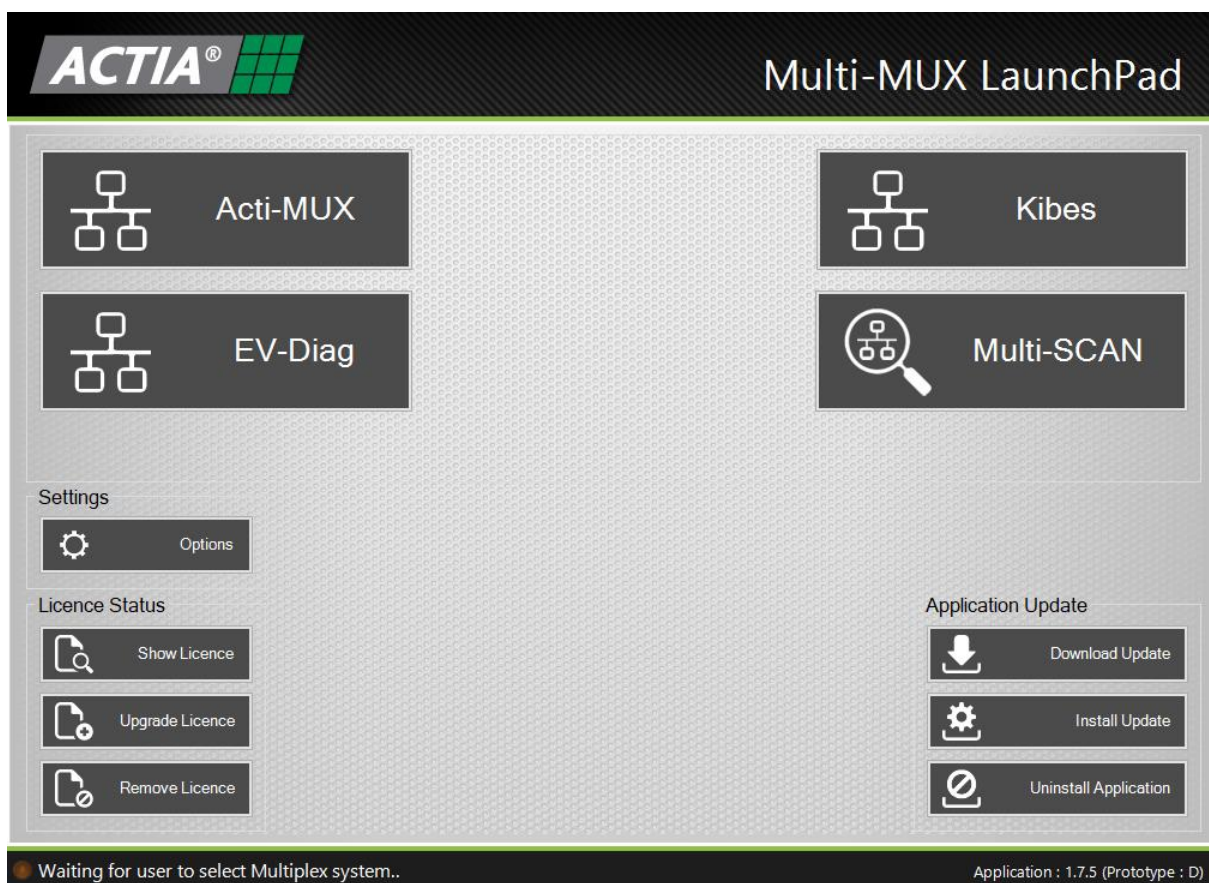 ACTIA®
Multi-MUX LaunchPad
Acti-MUX
Kibes
EV-Diag
Multi-SCAN
Settings
Options
Licence Status
Application Update
Show Licence
Download Update
Upgrade Licence
Install Update
Remove Licence
Uninstall Application
Waiting for user to select Multiplex system..
Application : 1.7.5 (Prototype : D)